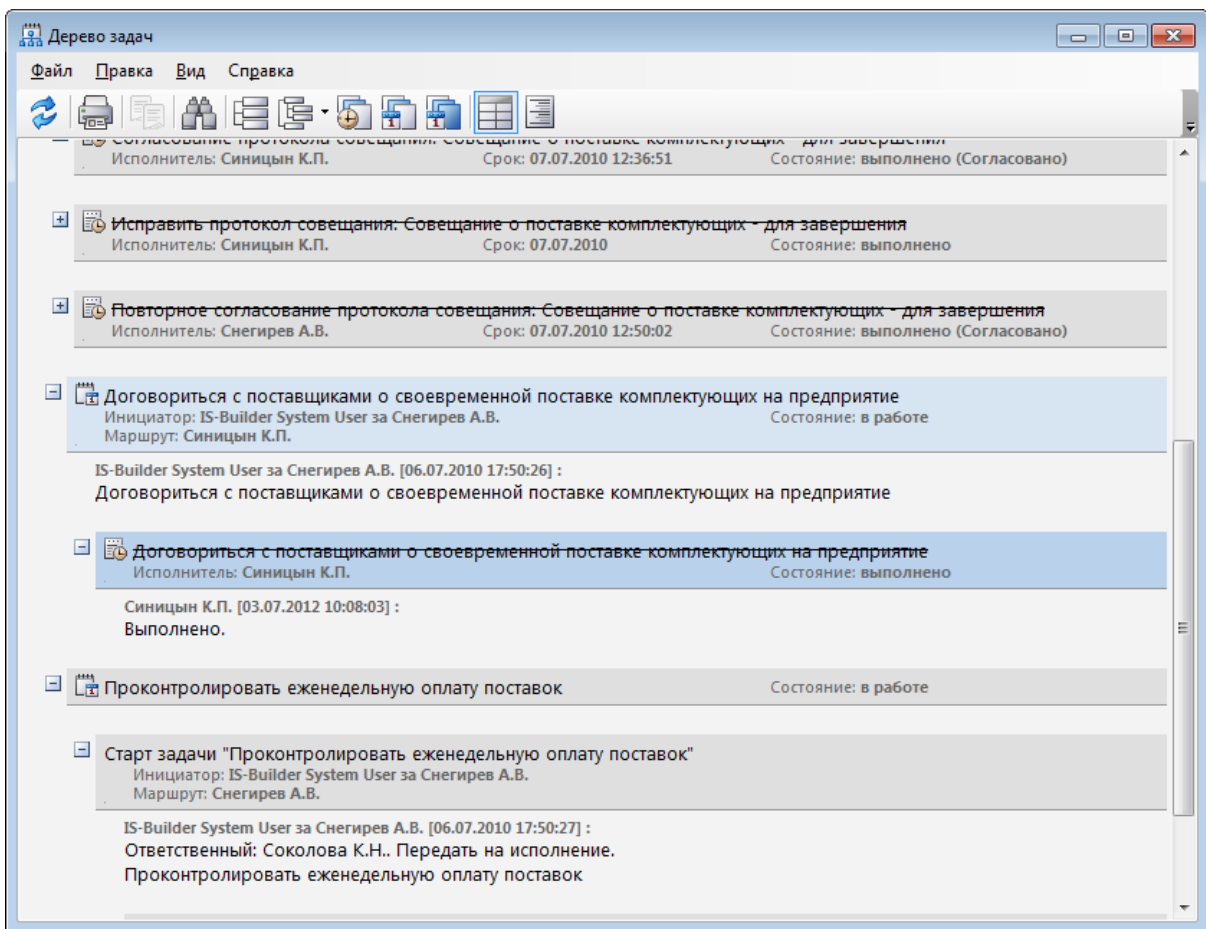 Дерево задач
Файл Правка Вид Справка
Согласование протокола совещания: Совещание о поставке комплектующих - для завершения
Исполнитель: Синицын К.П. Срок: 07.07.2010 12:36:51 Состояние: выполнено (Согласовано)
Исправить протокол совещания: Совещание о поставке комплектующих - для завершения
Исполнитель: Синицын К.П. Срок: 07.07.2010 Состояние: выполнено
Повторное согласование протокола совещания: Совещание о поставке комплектующих - для завершения
Исполнитель: Снегирев А.В. Срок: 07.07.2010 12:50:02 Состояние: выполнено (Согласовано)
Договориться с поставщиками о своевременной поставке комплектующих на предприятие
Инициатор: IS-Builder System User за Снегирев А.В. Состояние: в работе
Маршрут: Синицын К.П.
IS-Builder System User за Снегирев А.В. [06.07.2010 17:50:26] :
Договориться с поставщиками о своевременной поставке комплектующих на предприятие
Договориться с поставщиками о своевременной поставке комплектующих на предприятие
Исполнитель: Синицын К.П. Состояние: выполнено
Синицын К.П. [03.07.2012 10:08:03] :
Выполнено.
Проконтролировать еженедельную оплату поставок Состояние: в работе
Старт задачи "Проконтролировать еженедельную оплату поставок"
Инициатор: IS-Builder System User за Снегирев А.В.
Маршрут: Снегирев А.В.
IS-Builder System User за Снегирев А.В. [06.07.2010 17:50:27] :
Ответственный: Соколова К.Н.. Передать на исполнение.
Проконтролировать еженедельную оплату поставок